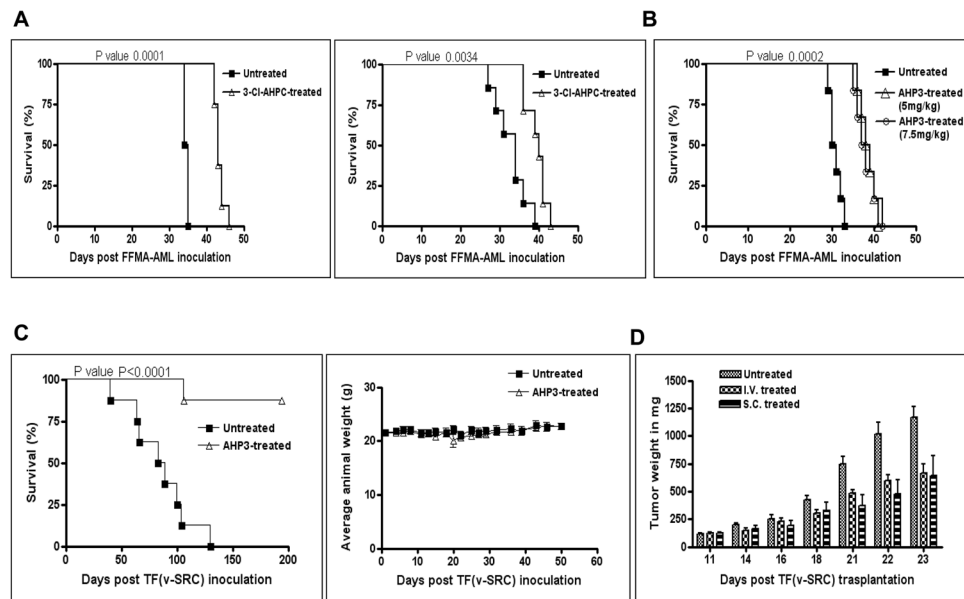 A
P value 0.0001
Untreated
3-Cl-AHPC-treated
Survival (%)
100
75
50
25
0
0 10 20 30 40 50
Days post FFMA-AML inoculation
P value 0.0034
Untreated
3-Cl-AHPC-treated
Survival (%)
100
75
50
25
0
0 10 20 30 40 50
Days post FFMA-AML inoculation
B
P value 0.0002
Untreated
AHP3-treated
(5mg/kg)
AHP3-treated
(7.5mg/kg)
Survival (%)
100
75
50
25
0
0 10 20 30 40 50
Days post FFMA-AML inoculation
C
P value P<0.0001
Untreated
AHP3-treated
Survival (%)
100
75
50
25
0
0 50 100 150 200
Days post TF(v-SRC) inoculation
Untreated
AHP3-treated
Average animal weight (g)
30
20
10
0
0 10 20 30 40 50 60
Days post TF(v-SRC) inoculation
D
Untreated
I.V. treated
S.C. treated
Tumor weight in mg
1500
1250
1000
750
500
250
0
11 14 16 18 21 22 23
Days post TF(v-SRC) trasplantation